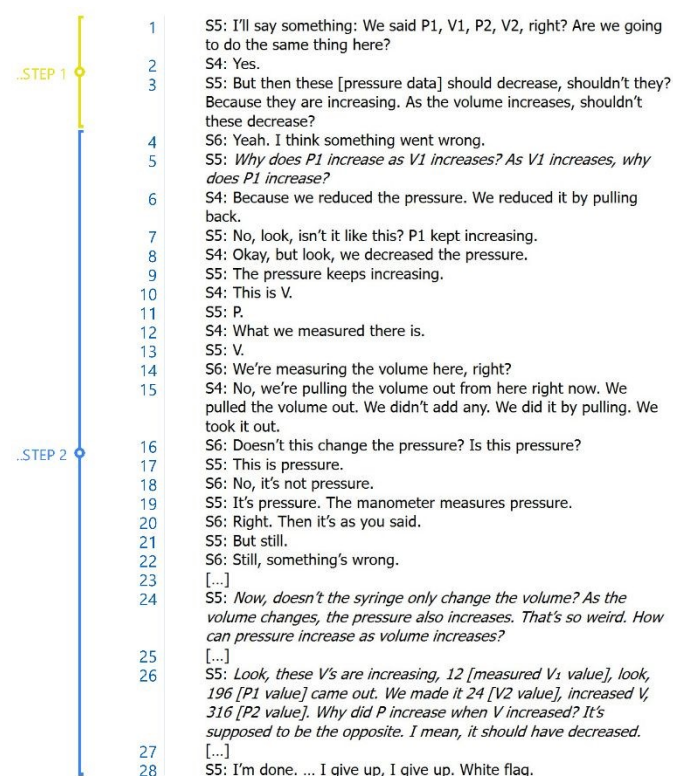 1 S5: I'll say something: We said P1, V1, P2, V2, right? Are we going
to do the same thing here?
..STEP 1
2 S4: Yes.
3 S5: But then these [pressure data] should decrease, shouldn't they?
Because they are increasing. As the volume increases, shouldn't
these decrease?
4 S6: Yeah. I think something went wrong.
5 S5: Why does P1 increase as V1 increases? As V1 increases, why
does P1 increase?
6 S4: Because we reduced the pressure. We reduced it by pulling
back.
7 S5: No, look, isn't it like this? P1 kept increasing.
8 S4: Okay, but look, we decreased the pressure.
9 S5: The pressure keeps increasing.
10 S4: This is V.
11 S5: P.
12 S4: What we measured there is.
13 S5: V.
14 S6: We're measuring the volume here, right?
15 S4: No, we're pulling the volume out from here right now. We
pulled the volume out. We didn't add any. We did it by pulling. We
took it out.
..STEP 2
16 S6: Doesn't this change the pressure? Is this pressure?
17 S5: This is pressure.
18 S6: No, it's not pressure.
19 S5: It's pressure. The manometer measures pressure.
20 S6: Right. Then it's as you said.
21 S5: But still.
22 S6: Still, something's wrong.
23 [...]
24 S5: Now, doesn't the syringe only change the volume? As the
volume changes, the pressure also increases. That's so weird. How
can pressure increase as volume increases?
25 [...]
26 S5: Look, these V's are increasing, 12 [measured V₁ value], look,
196 [P1 value] came out. We made it 24 [V2 value], increased V,
316 [P2 value]. Why did P increase when V increased? It's
supposed to be the opposite. I mean, it should have decreased.
27 [...]
28 S5: I'm done. ... I give up, I give up. White flag.